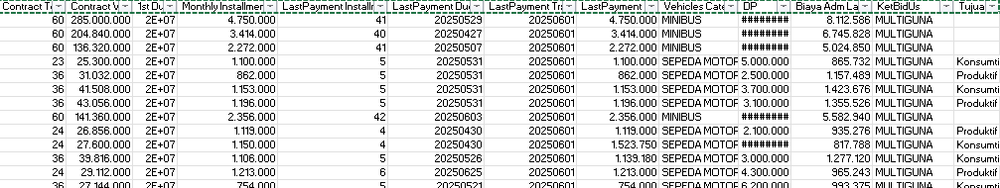 Contract Te Contract V 1st Du Monthly Installmer LastPayment Installr LastPayment Due LastPayment Tra LastPayment Vehicles Cate DP Biaya Adm La KetBidUs Tujua
60 285.000.000 2E+07 4.750.000 41 20250529 20250601 4.750.000 MINIBUS ######## 8.112.586 MULTIGUNA
60 204.840.000 2E+07 3.414.000 40 20250427 20250601 3.414.000 MINIBUS ######## 6.745.828 MULTIGUNA
60 136.320.000 2E+07 2.272.000 41 20250507 20250601 2.272.000 MINIBUS ######## 5.024.850 MULTIGUNA
23 25.300.000 2E+07 1.100.000 5 20250531 20250601 1.100.000 SEPEDA MOTOR 5.000.000 865.732 MULTIGUNA Konsumti
36 31.032.000 2E+07 862.000 5 20250531 20250601 862.000 SEPEDA MOTOR 2.500.000 1.157.489 MULTIGUNA Produktif
36 41.508.000 2E+07 1.153.000 5 20250531 20250601 1.153.000 SEPEDA MOTOR 3.700.000 1.423.676 MULTIGUNA Konsumti
36 43.056.000 2E+07 1.196.000 5 20250531 20250601 1.196.000 SEPEDA MOTOR 3.100.000 1.355.526 MULTIGUNA Produktif
60 141.360.000 2E+07 2.356.000 42 20250603 20250601 2.356.000 MINIBUS ######## 5.582.940 MULTIGUNA
24 26.856.000 2E+07 1.119.000 4 20250430 20250601 1.119.000 SEPEDA MOTOR 2.100.000 935.276 MULTIGUNA Produktif
24 27.600.000 2E+07 1.150.000 4 20250430 20250601 1.523.750 SEPEDA MOTOR ######## 817.788 MULTIGUNA Konsumti
36 39.816.000 2E+07 1.106.000 5 20250526 20250601 1.139.180 SEPEDA MOTOR 3.000.000 1.277.120 MULTIGUNA Produktif
24 29.112.000 2E+07 1.213.000 6 20250625 20250601 1.213.000 SEPEDA MOTOR 4.300.000 965.243 MULTIGUNA Produktif
36 27.144.000 2E+07 754.000 5 20250521 20250601 754.000 SEPEDA MOTOR 6.200.000 993.375 MULTIGUNA Konsumti